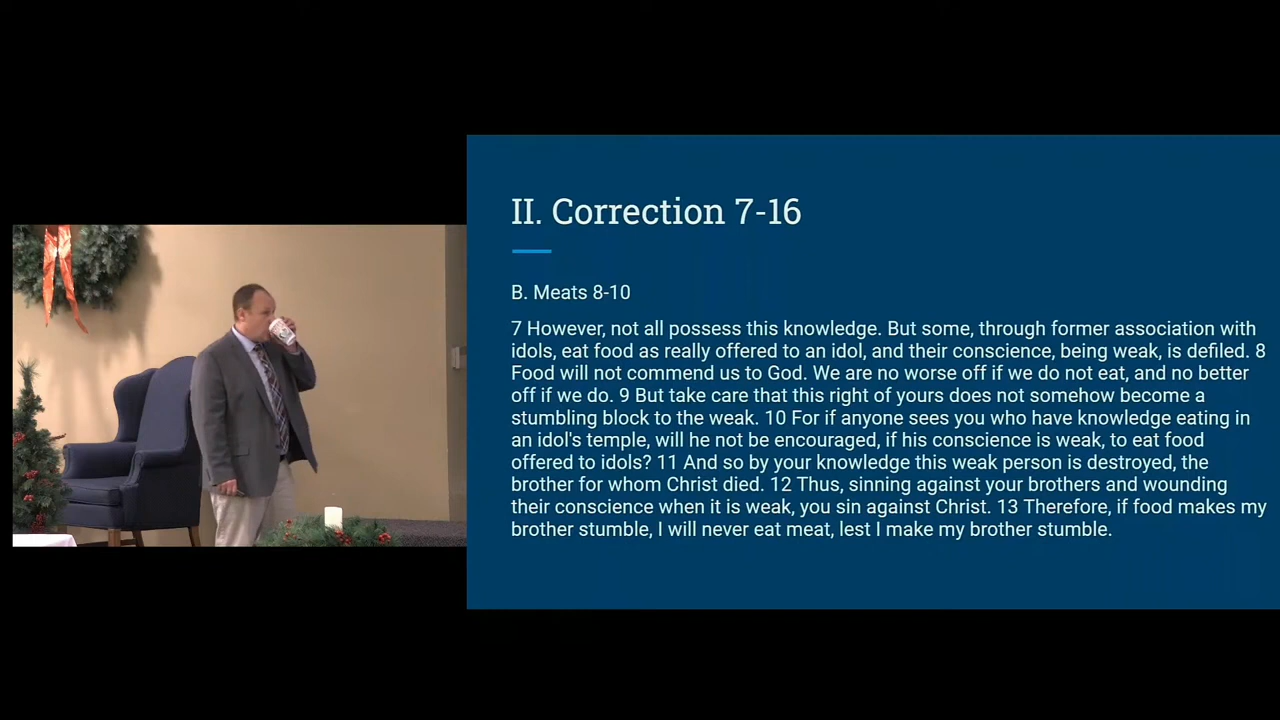 II. Correction 7-16
B. Meats 8-10
7 However, not all possess this knowledge. But some, through former association with
idols, eat food as really offered to an idol, and their conscience, being weak, is defiled. 8
Food will not commend us to God. We are no worse off if we do not eat, and no better
off if we do. 9 But take care that this right of yours does not somehow become a
stumbling block to the weak. 10 For if anyone sees you who have knowledge eating in
an idol's temple, will he not be encouraged, if his conscience is weak, to eat food
offered to idols? 11 And so by your knowledge this weak person is destroyed, the
brother for whom Christ died. 12 Thus, sinning against your brothers and wounding
their conscience when it is weak, you sin against Christ. 13 Therefore, if food makes my
brother stumble, I will never eat meat, lest I make my brother stumble.